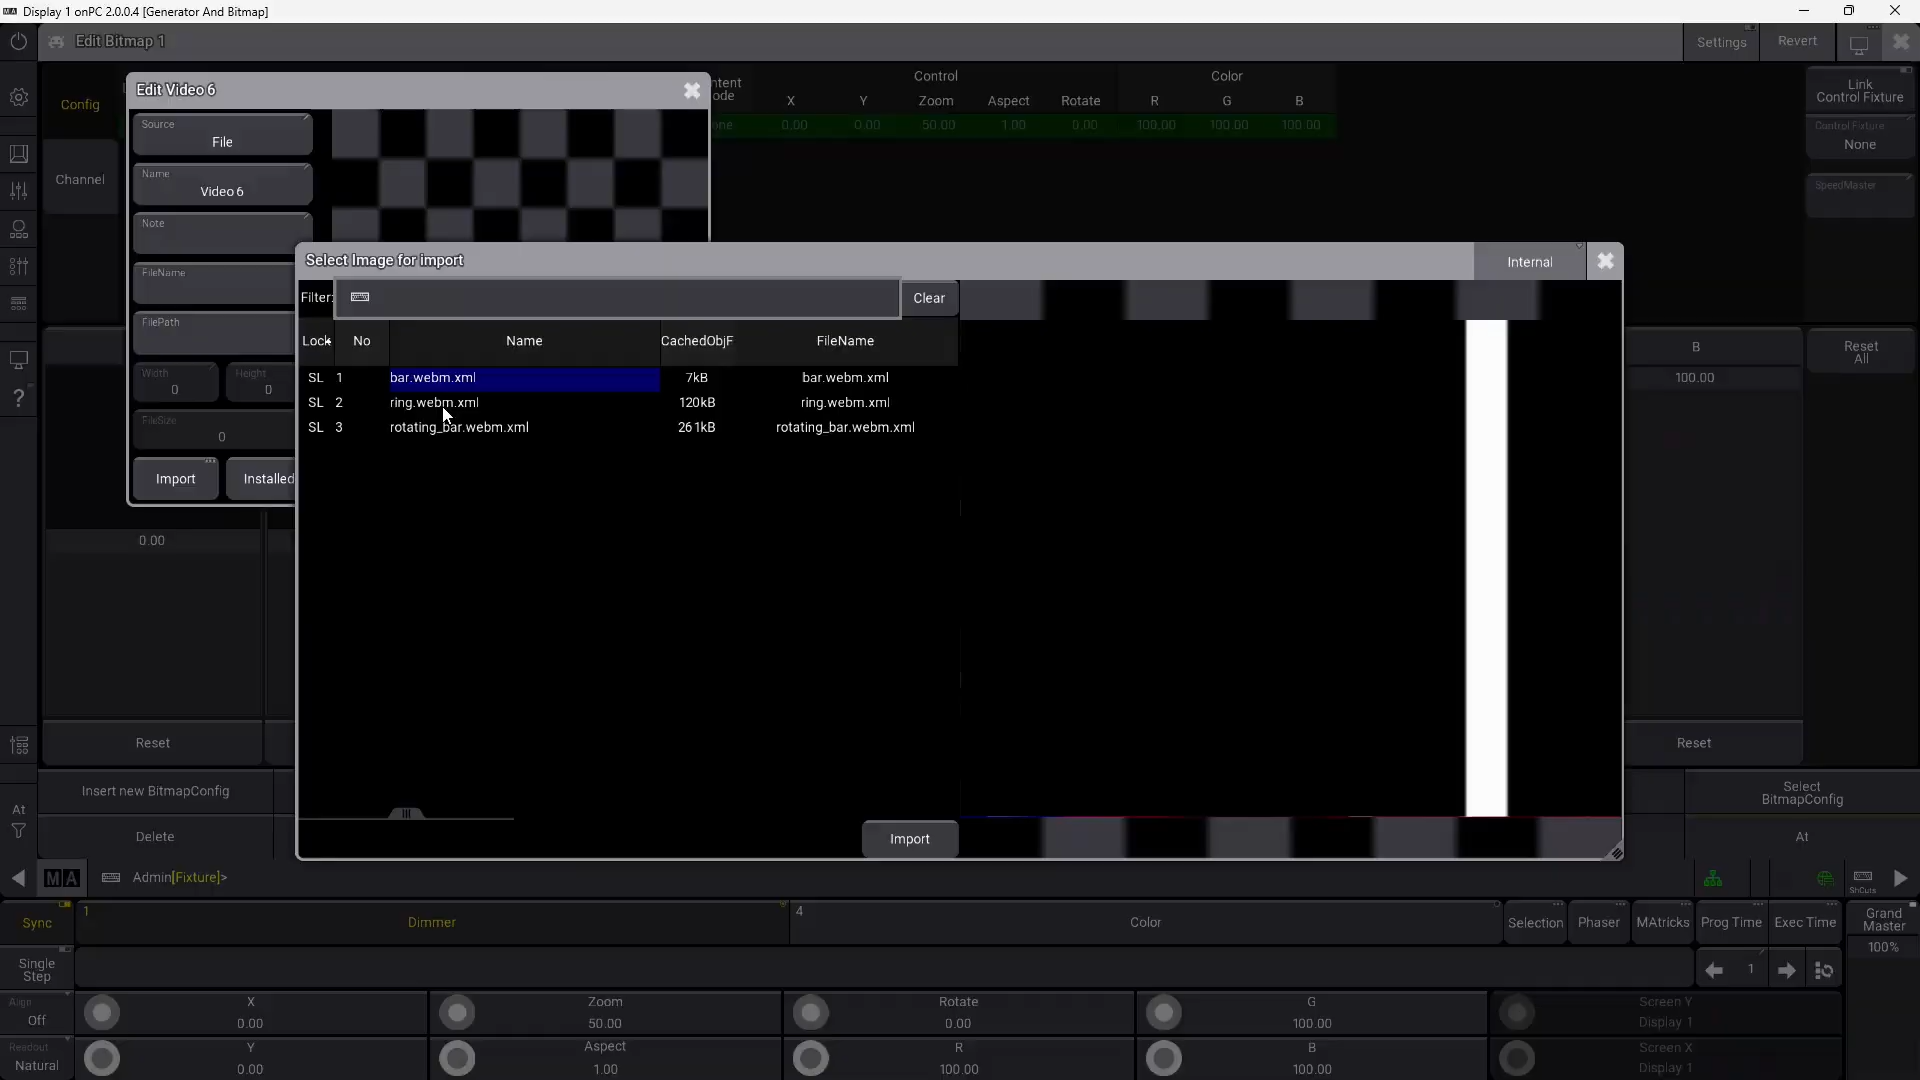 Display 1 onPC 2.0.0.4 [Generator And Bitmap]
Edit Bitmap 1
Settings
Revert
Config
Channel
Edit Video 6
Source
File
Name
Video 6
Note
FileName
FilePath
Width
0
Height
0
FileSize
0
Import
Installed
Control
Color
X
Y
Zoom
Aspect
Rotate
R
G
B
0.00
0.00
50.00
1.00
0.00
100.00
100.00
100.00
Link
Control Fixture
Control Fixture
None
SpeedMaster
Select Image for import
Internal
Filter:
Clear
Lock
No
Name
CachedObjF
FileName
SL 1 bar.webm.xml 7kB bar.webm.xml
SL 2 ring.webm.xml 120kB ring.webm.xml
SL 3 rotating_bar.webm.xml 261kB rotating_bar.webm.xml
Import
B
100.00
Reset
All
0.00
Reset
Reset
Insert new BitmapConfig
Delete
Select
BitmapConfig
At
At
MA
Admin[Fixture]>
ShCuts
Sync
1
Dimmer
4
Color
Selection
Phaser
MAtricks
Prog Time
Exec Time
Grand
Master
100%
Single
Step
1
Align
Off
X
0.00
Zoom
50.00
Rotate
0.00
G
100.00
Screen Y
Display 1
Readout
Natural
Y
0.00
Aspect
1.00
R
100.00
B
100.00
Screen X
Display 1